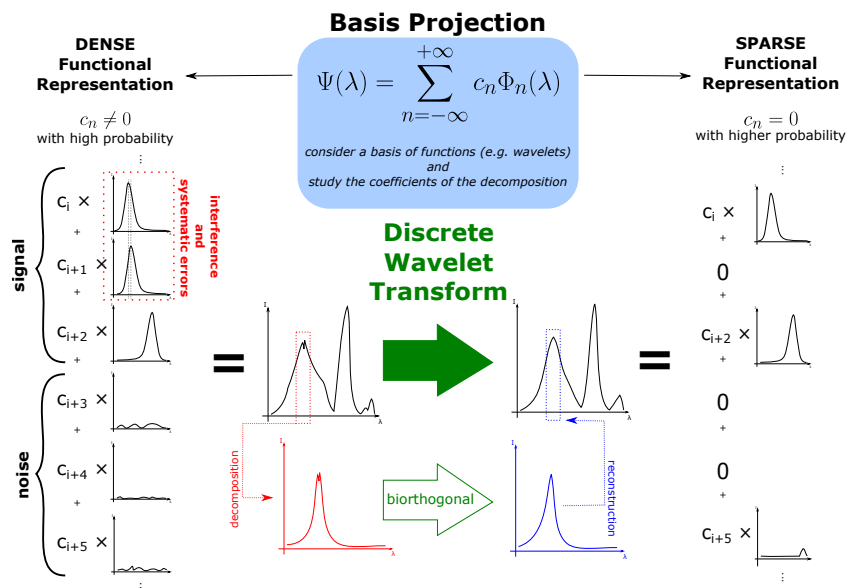 Basis Projection
DENSE
Functional
Representation
c_n ≠ 0
with high probability
...
signal
C_i ×
+
C_{i+1} ×
+
C_{i+2} ×
+
noise
C_{i+3} ×
+
C_{i+4} ×
+
C_{i+5} ×
...
interference
and
systematic errors
Ψ(λ) = \sum_{n=-∞}^{+∞} c_n Φ_n(λ)
consider a basis of functions (e.g. wavelets)
and
study the coefficients of the decomposition
Discrete
Wavelet
Transform
=
I
λ
I
λ
=
decomposition
I
λ
biorthogonal
I
λ
reconstruction
SPARSE
Functional
Representation
c_n = 0
with higher probability
...
C_i ×
+
0
+
C_{i+2} ×
+
0
+
0
+
C_{i+5} ×
...